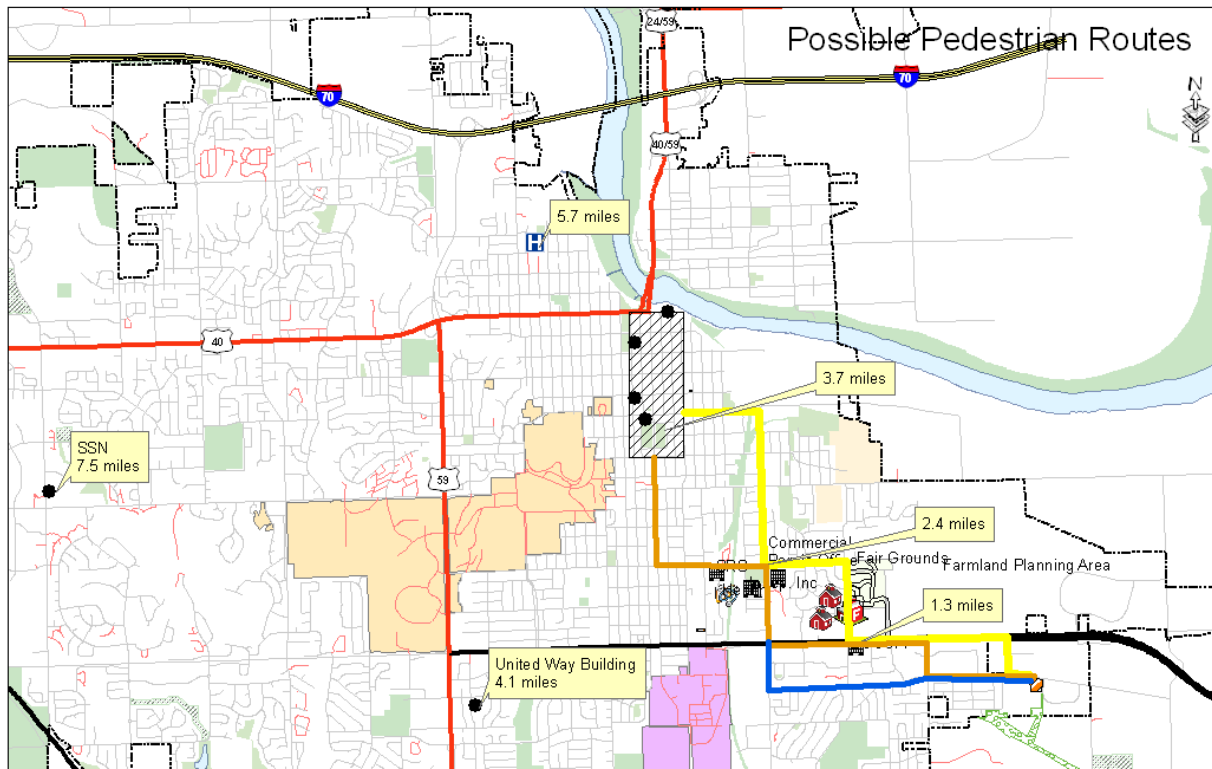 24/59
Possible Pedestrian Routes
70
70
N
40/59
5.7 miles
H
40
3.7 miles
SSN
7.5 miles
59
2.4 miles
Commercial
Fair Grounds
Farmland Planning Area
Inc
1.3 miles
United Way Building
4.1 miles